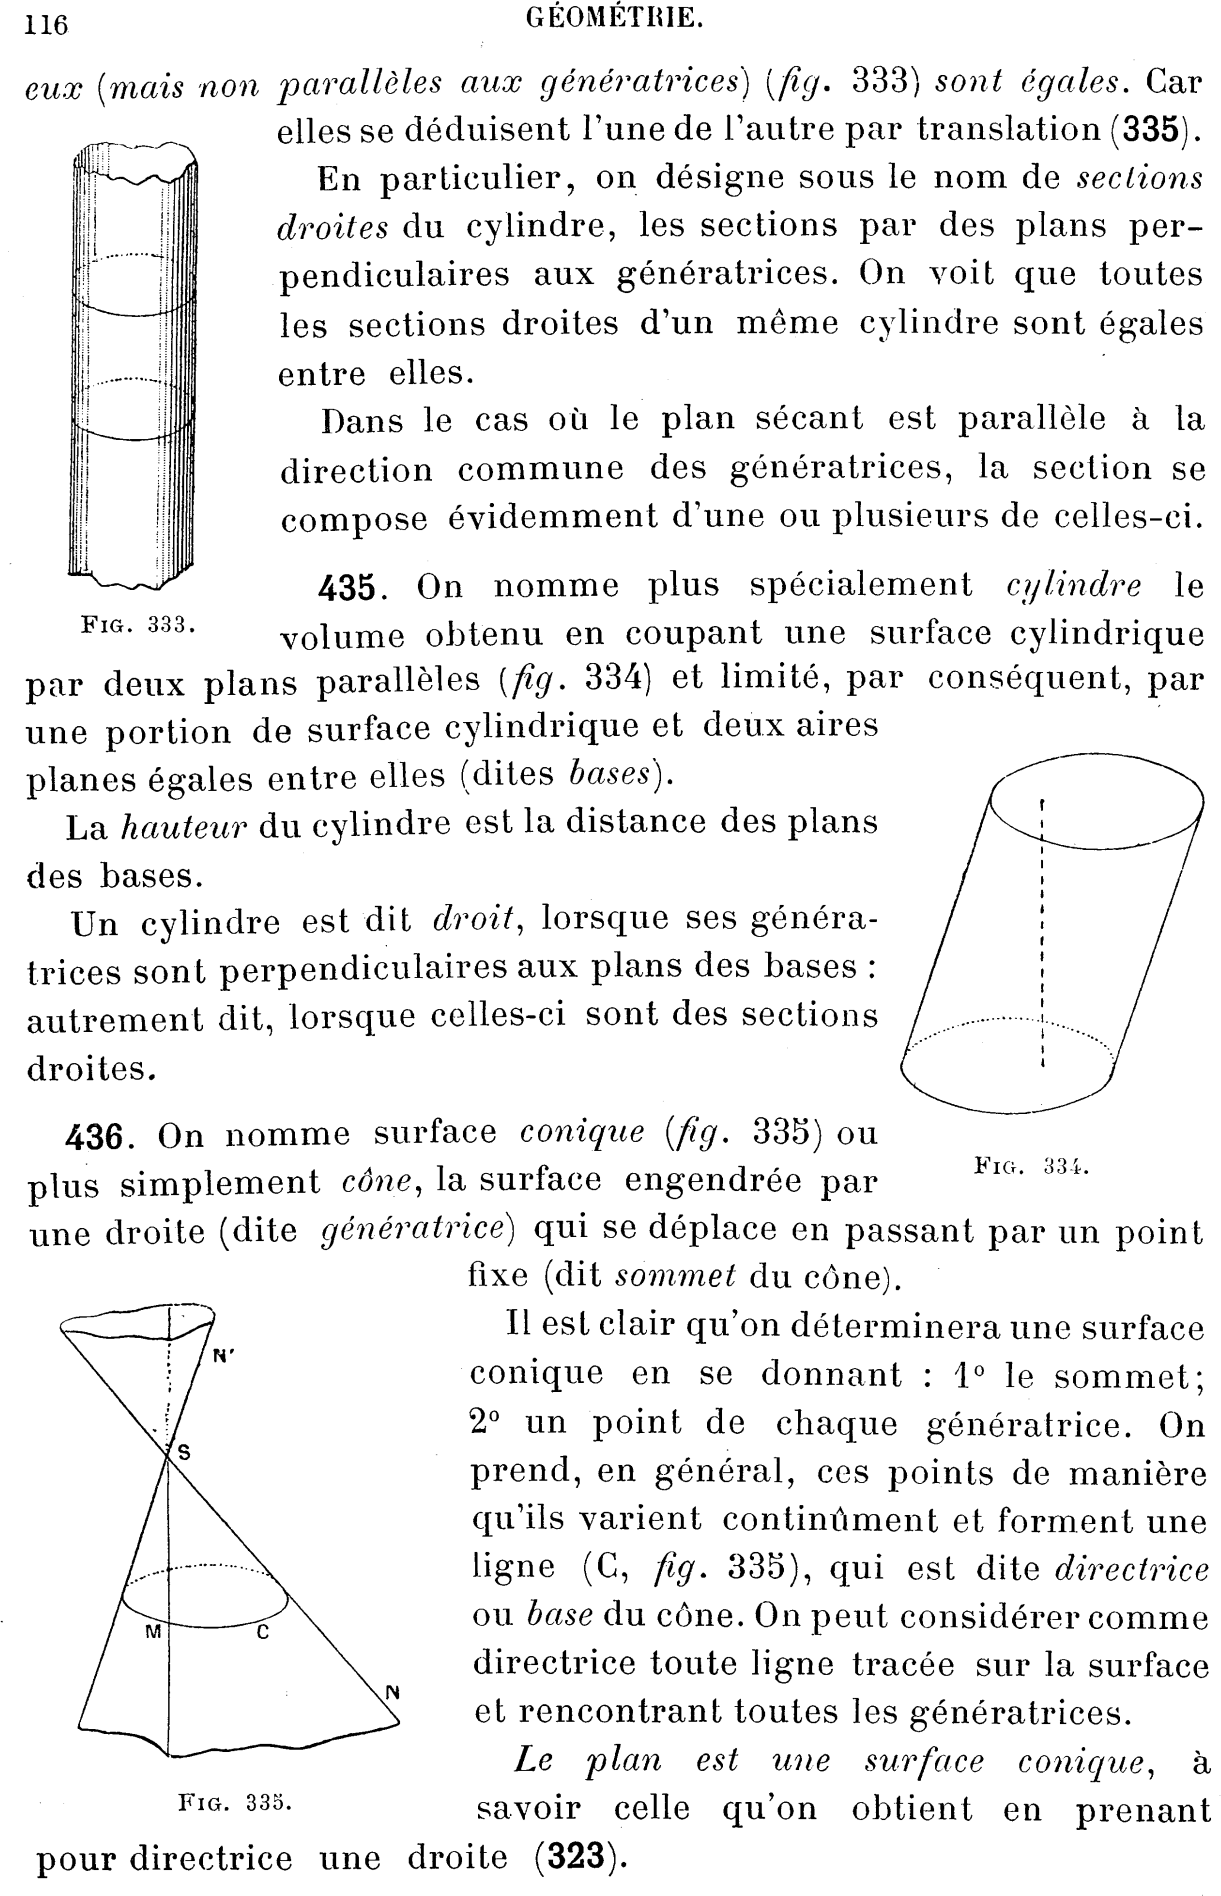 116
GÉOMÉTRIE.
eux (mais non parallèles aux génératrices) (fig. 333) sont égales. Car
elles se déduisent l'une de l'autre par translation (335).
En particulier, on désigne sous le nom de sections
droites du cylindre, les sections par des plans per-
pendiculaires aux génératrices. On voit que toutes
les sections droites d'un même cylindre sont égales
entre elles.
Dans le cas où le plan sécant est parallèle à la
direction commune des génératrices, la section se
compose évidemment d'une ou plusieurs de celles-ci.
FIG. 333.
435. On nomme plus spécialement cylindre le
volume obtenu en coupant une surface cylindrique
par deux plans parallèles (fig. 334) et limité, par conséquent, par
une portion de surface cylindrique et deux aires
planes égales entre elles (dites bases).
La hauteur du cylindre est la distance des plans
des bases.
Un cylindre est dit droit, lorsque ses généra-
trices sont perpendiculaires aux plans des bases :
autrement dit, lorsque celles-ci sont des sections
droites.
FIG. 334.
436. On nomme surface conique (fig. 335) ou
plus simplement cône, la surface engendrée par
une droite (dite génératrice) qui se déplace en passant par un point
fixe (dit sommet du cône).
Il est clair qu'on déterminera une surface
conique en se donnant : 1º le sommet;
2º un point de chaque génératrice. On
prend, en général, ces points de manière
qu'ils varient continûment et forment une
ligne (C, fig. 335), qui est dite directrice
ou base du cône. On peut considérer comme
directrice toute ligne tracée sur la surface
et rencontrant toutes les génératrices.
N'
S
M
C
N
FIG. 335.
Le plan est une surface conique, à
savoir celle qu'on obtient en prenant
pour directrice une droite (323).